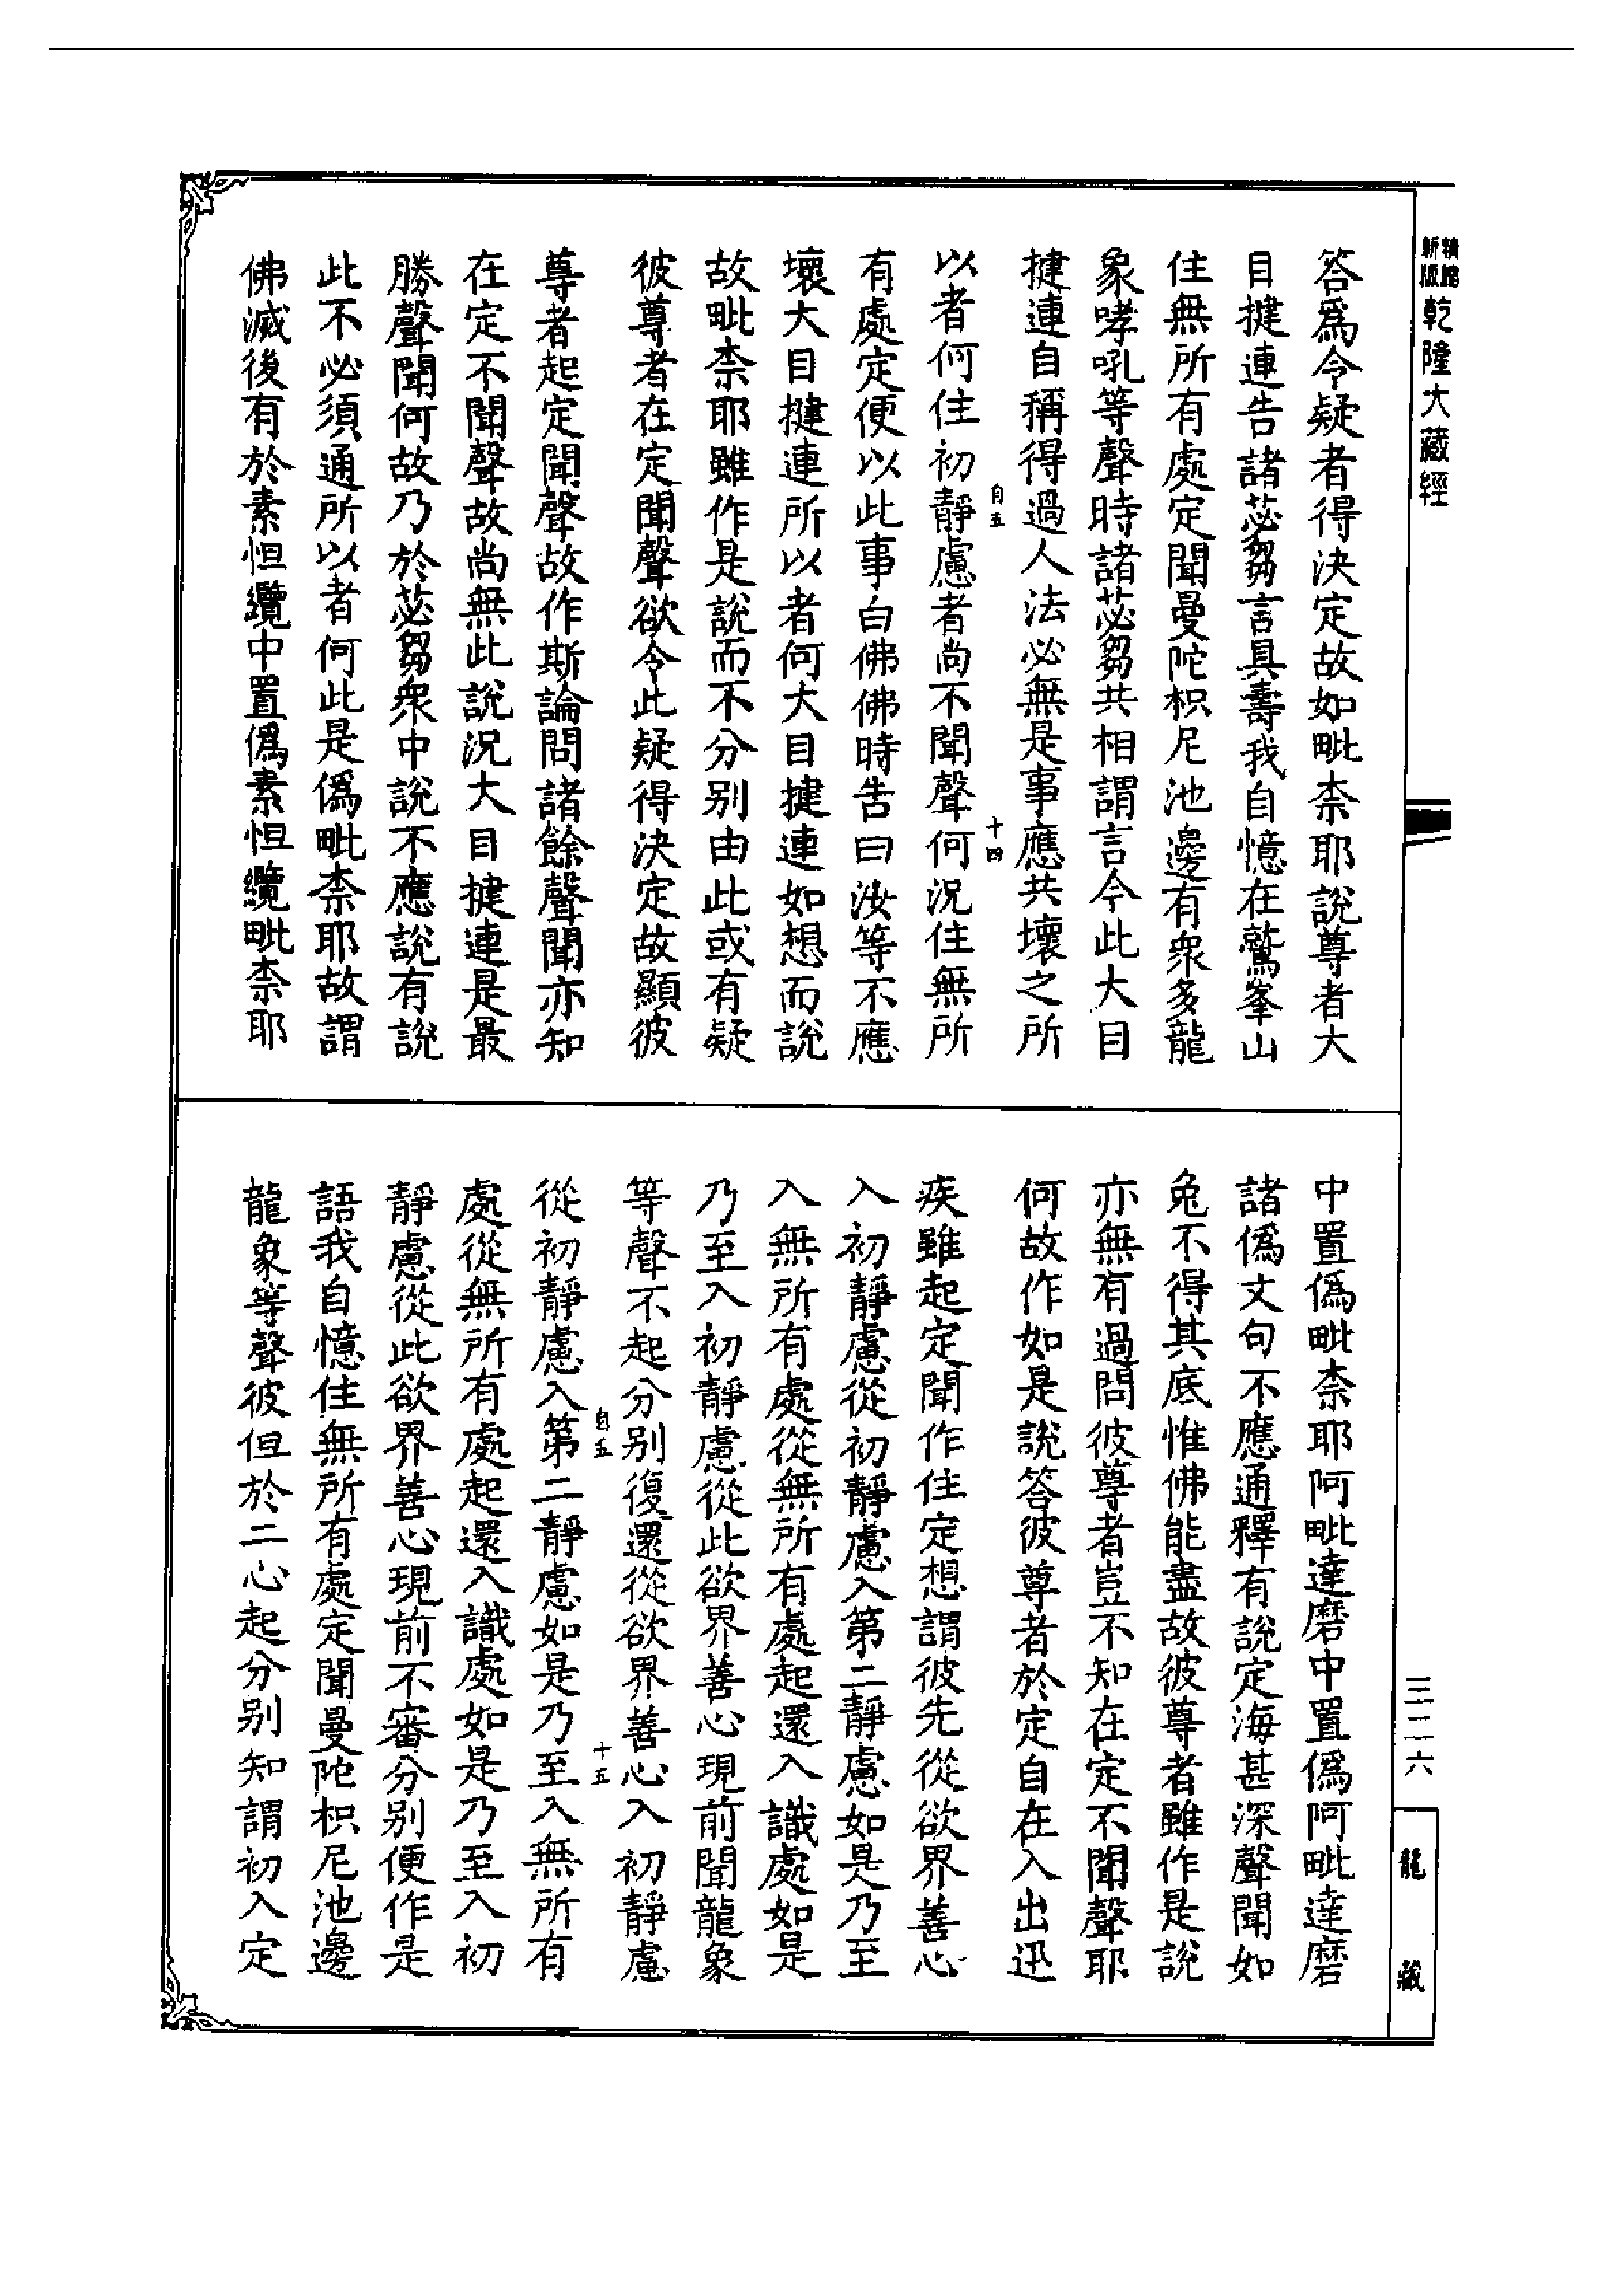 新版
乾隆大藏經
答爲令疑者得決定故如毗柰耶說尊者大
目揵連告諸苾芻言具壽我自憶在鷲峯山
住無所有處定聞曼陀枳尼池邊有衆多龍
象哮吼等聲時諸苾芻共相謂言今此大目
揵連自稱得過人法必無是事應共壞之所
自五
十四
以者何住初靜慮者尚不聞聲何況住無所
有處定便以此事白佛佛時告曰汝等不應
壞大目揵連所以者何大目揵連如想而說
故毗柰耶雖作是說而不分別由此或有疑
彼尊者在定聞聲欲令此疑得決定故顯彼
尊者起定聞聲故作斯論問諸餘聲聞亦知
在定不聞聲故尚無此說況大目揵連是最
勝聲聞何故乃於苾芻衆中說不應說有說
此不必須通所以者何此是僞毗柰耶故謂
佛滅後有於素怛纜中置僞素怛纜毗柰耶
中置僞毗柰耶阿毗達磨中置僞阿毗達磨
諸僞文句不應通釋有說定海甚深聲聞如
兔不得其底惟佛能盡故彼尊者雖作是說
亦無有過問彼尊者豈不知在定不聞聲耶
何故作如是說答彼尊者於定自在入出迅
疾雖起定聞作住定想謂彼先從欲界善心
入初靜慮從初靜慮入第二靜慮如是乃至
入無所有處從無所有處起還入識處如是
乃至入初靜慮從此欲界善心現前聞龍象
等聲不起分別復還從欲界善心入初靜慮
自五
十五
從初靜慮入第二靜慮如是乃至入無所有
處從無所有處起還入識處如是乃至入初
靜慮從此欲界善心現前不審分別便作是
語我自憶住無所有處定聞曼陀枳尼池邊
龍象等聲彼但於二心起分別知謂初入定
三二六
龍藏